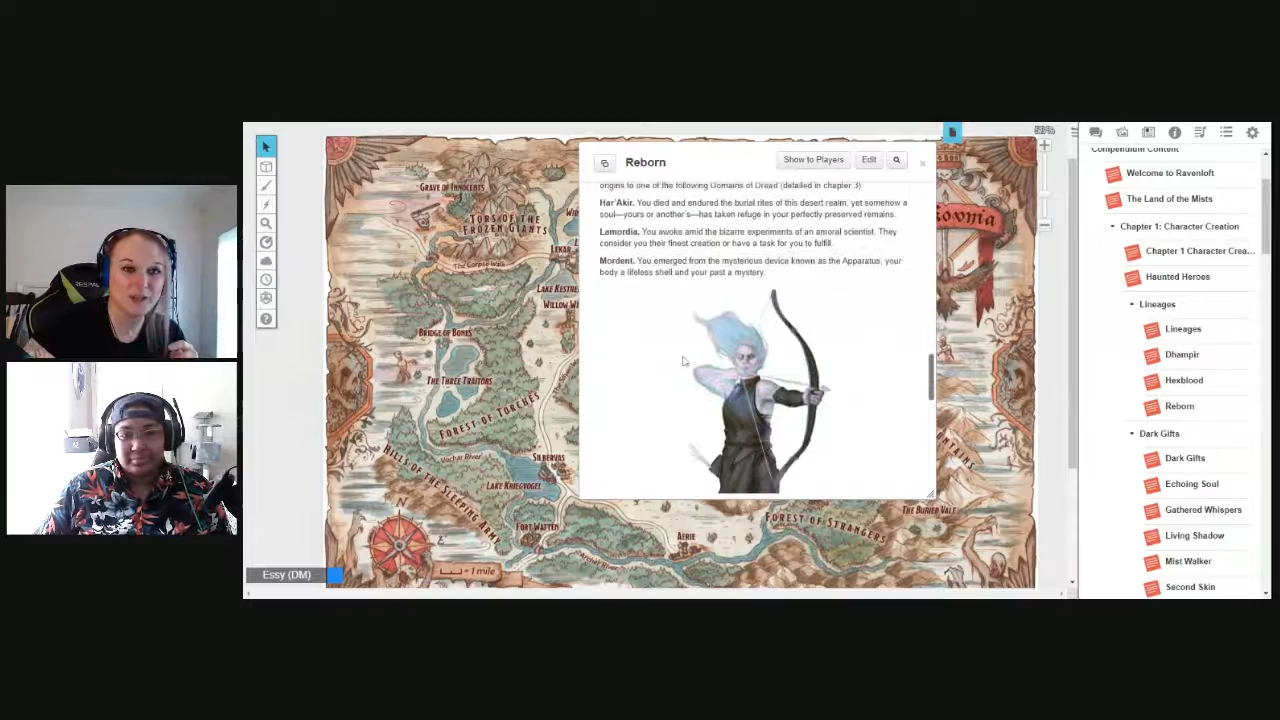 Reborn
Show to Players
Edit
origins to one of the following Domains of Dread (detailed in chapter 3)
Har'Akir. You died and endured the burial rites of this desert realm, yet somehow a
soul—yours or another's—has taken refuge in your perfectly preserved remains.
Lamordia. You awoke amid the bizarre experiments of an amoral scientist. They
consider you their finest creation or have a task for you to fulfill.
Mordent. You emerged from the mysterious device known as the Apparatus, your
body a lifeless shell and your past a mystery.
Grave of Innocents
Tors of the
Frozen Giants
The Corpse Walk
Bridge of Bones
The Three Traitors
Forest of Torches
Vachar River
Silbervas
Lake Kriegvogel
Hills of the Sleeping Army
N
Fort Watten
Aerie
Forest of Strangers
The Buried Vale
= 1 mile
Essy (DM)
Compendium Content
Welcome to Ravenloft
The Land of the Mists
Chapter 1: Character Creation
Chapter 1 Character Crea...
Haunted Heroes
Lineages
Lineages
Dhampir
Hexblood
Reborn
Dark Gifts
Dark Gifts
Echoing Soul
Gathered Whispers
Living Shadow
Mist Walker
Second Skin